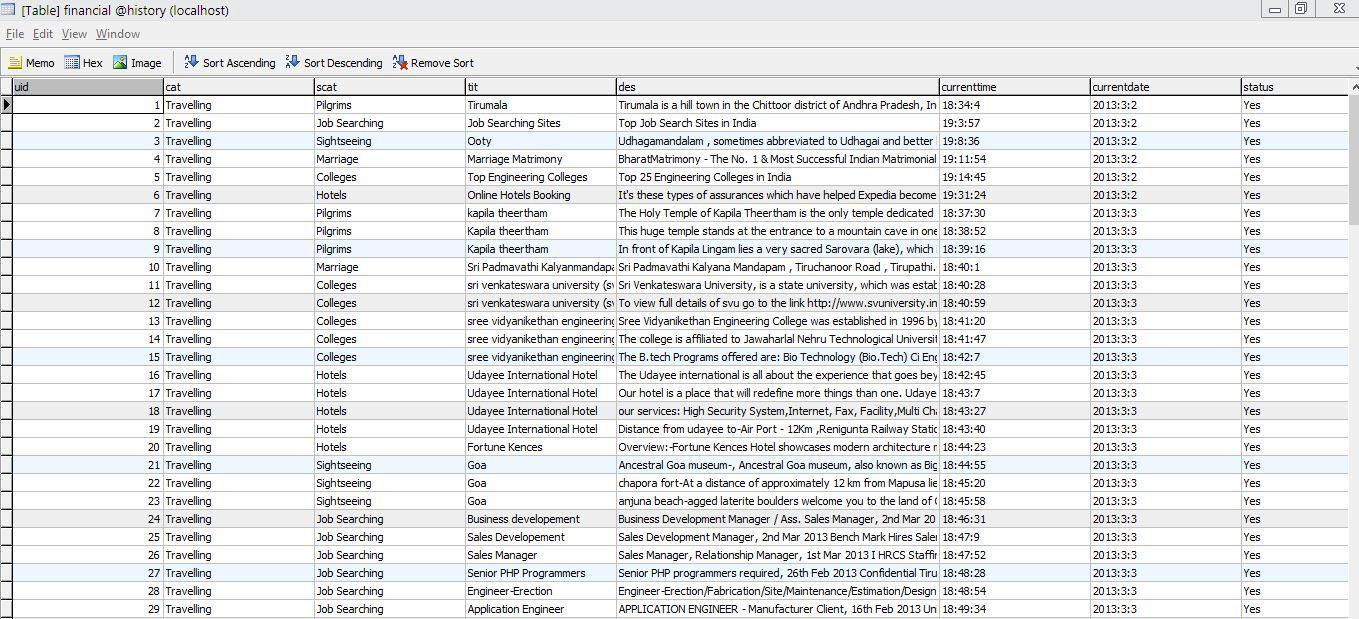 [Table] financial @history (localhost)
File Edit View Window
Memo Hex Image Sort Ascending Sort Descending Remove Sort
uid cat scat tit des currenttime currentdate status
1 Travelling Pilgrims Tirumala Tirumala is a hill town in the Chittoor district of Andhra Pradesh, In 18:34:4 2013:3:2 Yes
2 Travelling Job Searching Job Searching Sites Top Job Search Sites in India 19:3:57 2013:3:2 Yes
3 Travelling Sightseeing Ooty Udhagamandalam , sometimes abbreviated to Udhagai and better 19:8:36 2013:3:2 Yes
4 Travelling Marriage Marriage Matrimony BharatMatrimony - The No. 1 & Most Successful Indian Matrimonial 19:11:54 2013:3:2 Yes
5 Travelling Colleges Top Engineering Colleges Top 25 Engineering Colleges in India 19:14:45 2013:3:2 Yes
6 Travelling Hotels Online Hotels Booking It's these types of assurances which have helped Expedia become 19:31:24 2013:3:2 Yes
7 Travelling Pilgrims kapila theertham The Holy Temple of Kapila Theertham is the only temple dedicated 18:37:30 2013:3:3 Yes
8 Travelling Pilgrims Kapila theertham This huge temple stands at the entrance to a mountain cave in one 18:38:52 2013:3:3 Yes
9 Travelling Pilgrims Kapila theertham In front of Kapila Lingam lies a very sacred Sarovara (lake), which 18:39:16 2013:3:3 Yes
10 Travelling Marriage Sri Padmavathi Kalyanmandapa Sri Padmavathi Kalyana Mandapam , Tiruchanoor Road , Tirupathi. 18:40:1 2013:3:3 Yes
11 Travelling Colleges sri venkateswara university (sv Sri Venkateswara University, is a state university, which was estab 18:40:28 2013:3:3 Yes
12 Travelling Colleges sri venkateswara university (sv To view full details of svu go to the link http://www.svuniversity.in 18:40:59 2013:3:3 Yes
13 Travelling Colleges sree vidyanikethan engineering Sree Vidyanikethan Engineering College was established in 1996 by 18:41:20 2013:3:3 Yes
14 Travelling Colleges sree vidyanikethan engineering The college is affiliated to Jawaharlal Nehru Technological Universit 18:41:47 2013:3:3 Yes
15 Travelling Colleges sree vidyanikethan engineering The B.tech Programs offered are: Bio Technology (Bio.Tech) Ci Eng 18:42:7 2013:3:3 Yes
16 Travelling Hotels Udayee International Hotel The Udayee international is all about the experience that goes bey 18:42:45 2013:3:3 Yes
17 Travelling Hotels Udayee International Hotel Our hotel is a place that will redefine more things than one. Udaye 18:43:7 2013:3:3 Yes
18 Travelling Hotels Udayee International Hotel our services: High Security System,Internet, Fax, Facility,Multi Cha 18:43:27 2013:3:3 Yes
19 Travelling Hotels Udayee International Hotel Distance from udayee to-Air Port - 12Km ,Renigunta Railway Static 18:43:40 2013:3:3 Yes
20 Travelling Hotels Fortune Kences Overview:-Fortune Kences Hotel showcases modern architecture 18:44:23 2013:3:3 Yes
21 Travelling Sightseeing Goa Ancestral Goa museum-, Ancestral Goa museum, also known as Big 18:44:55 2013:3:3 Yes
22 Travelling Sightseeing Goa chapora fort-At a distance of approximately 12 km from Mapusa lie 18:45:20 2013:3:3 Yes
23 Travelling Sightseeing Goa anjuna beach-agged laterite boulders welcome you to the land of 18:45:58 2013:3:3 Yes
24 Travelling Job Searching Business developement Business Development Manager / Ass. Sales Manager, 2nd Mar 20 18:46:31 2013:3:3 Yes
25 Travelling Job Searching Sales Developement Sales Development Manager, 2nd Mar 2013 Bench Mark Hires Saler 18:47:9 2013:3:3 Yes
26 Travelling Job Searching Sales Manager Sales Manager, Relationship Manager, 1st Mar 2013 I HRCS Staffin 18:47:52 2013:3:3 Yes
27 Travelling Job Searching Senior PHP Programmers Senior PHP programmers required, 26th Feb 2013 Confidential Tiru 18:48:28 2013:3:3 Yes
28 Travelling Job Searching Engineer-Erection Engineer-Erection/Fabrication/Site/Maintenance/Estimation/Design 18:48:54 2013:3:3 Yes
29 Travelling Job Searching Application Engineer APPLICATION ENGINEER - Manufacturer Client, 16th Feb 2013 Un 18:49:34 2013:3:3 Yes